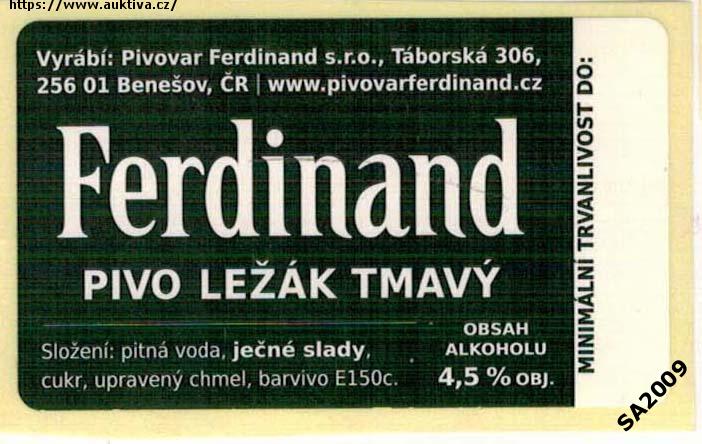 https://www.auktiva.cz/
Vyrábí: Pivovar Ferdinand s.r.o., Táborská 306,
256 01 Benešov, ČR | www.pivovarferdinand.cz
Ferdinand
PIVO LEŽÁK TMAVÝ
Složení: pitná voda, ječné slady,
cukr, upravený chmel, barvivo E150c.
OBSAH
ALKOHOLU
4,5 % OBJ.
MINIMÁLNÍ TRVANLIVOST DO:
SA2009